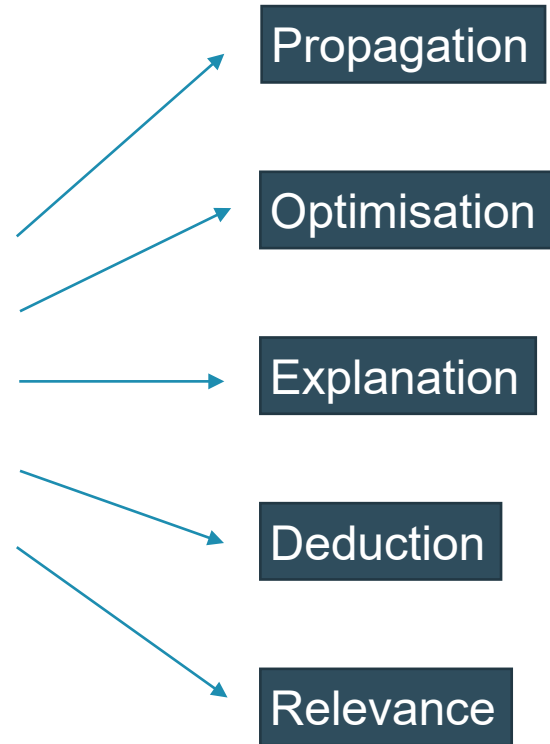 Propagation
Optimisation
Explanation
Deduction
Relevance